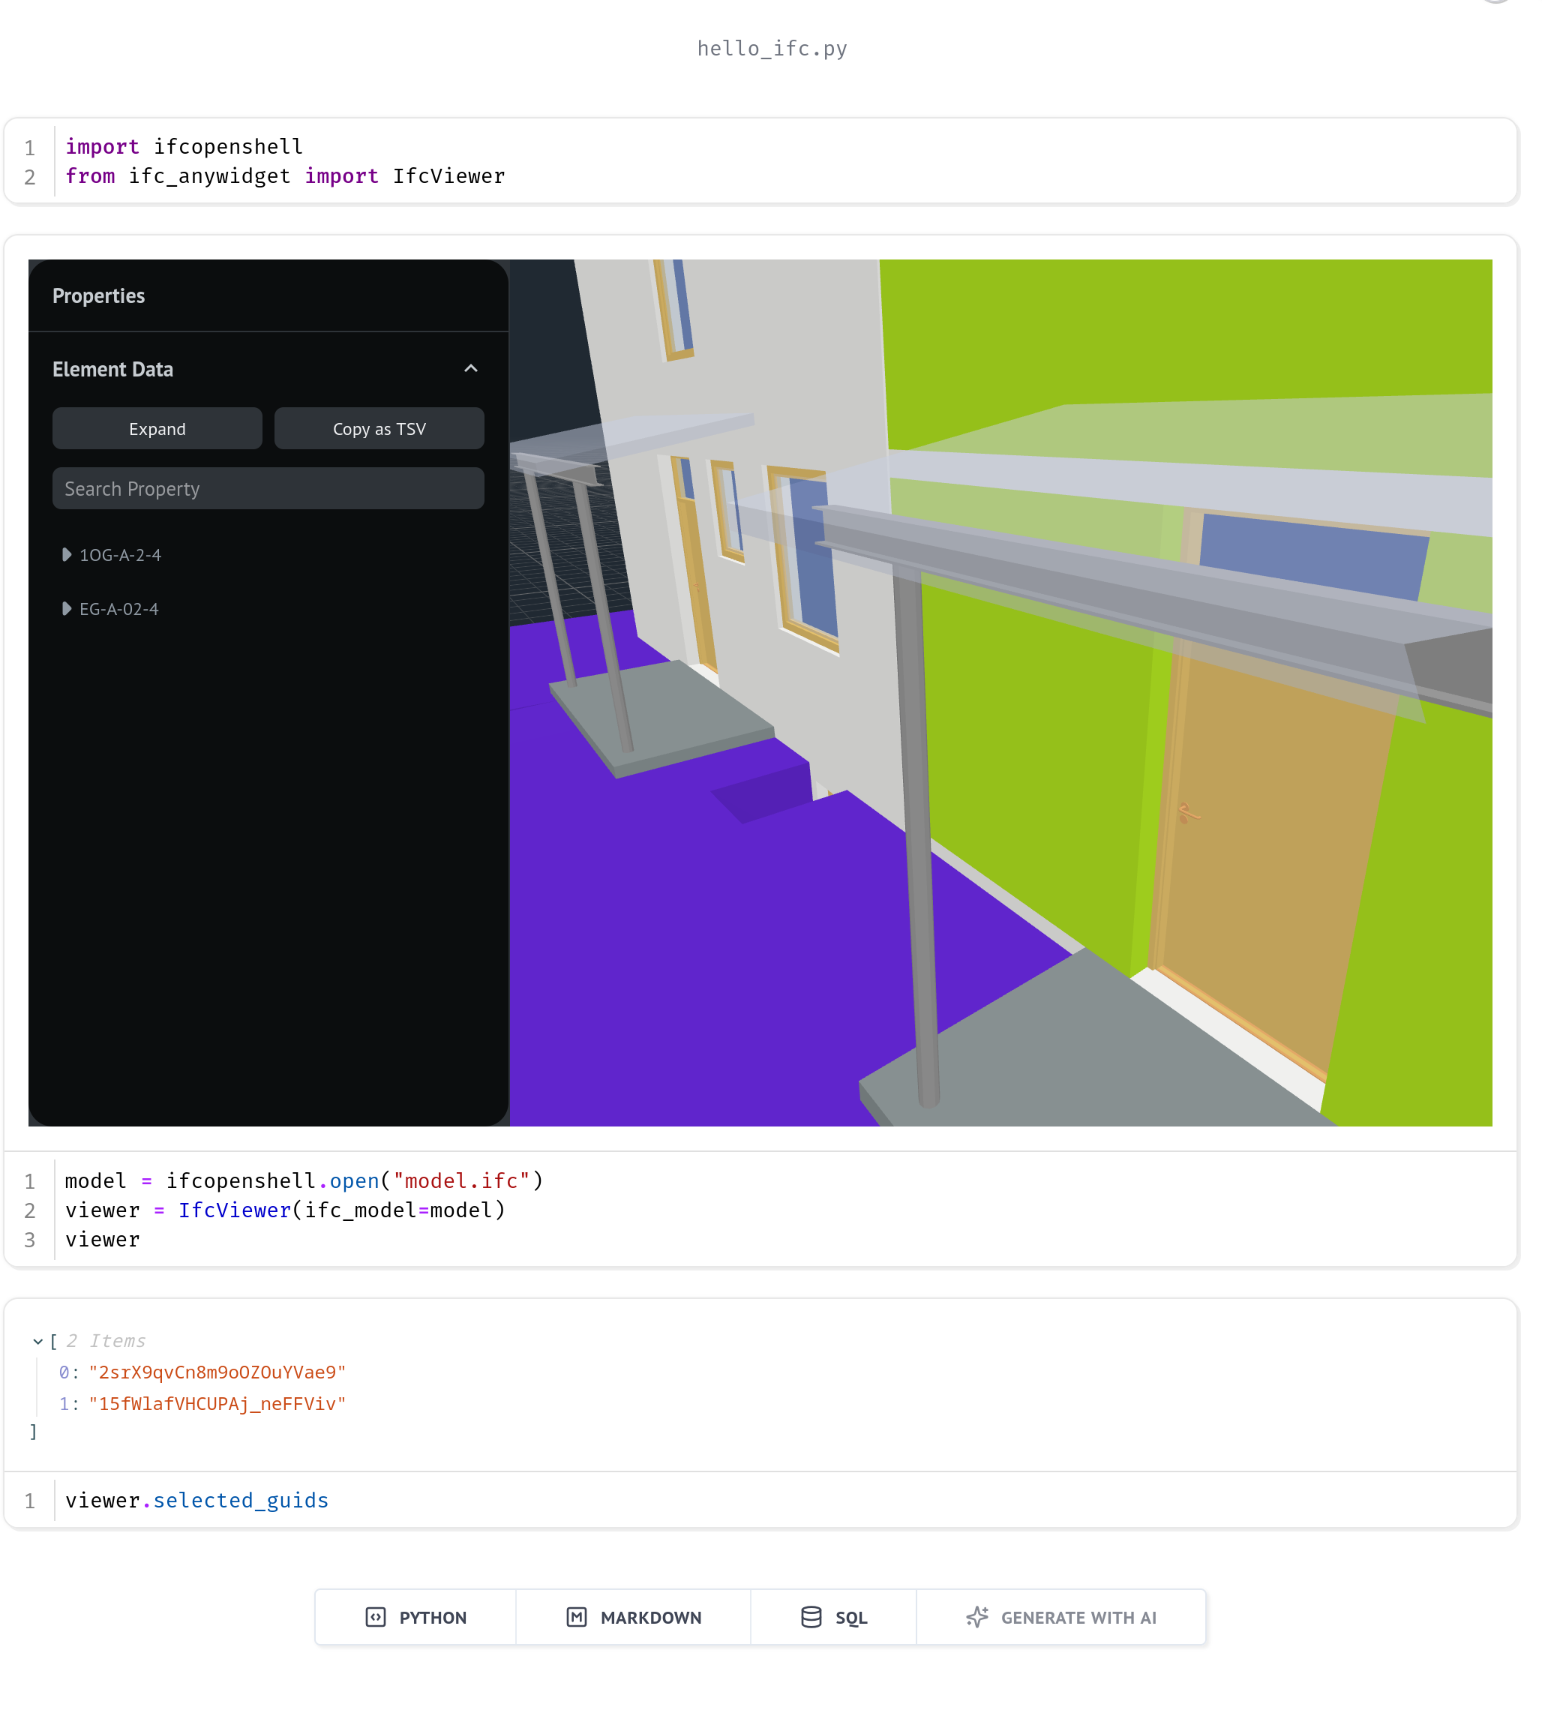 hello_ifc.py
1 import ifcopenshell
2 from ifc_anywidget import IfcViewer
Properties
Element Data
Expand Copy as TSV
Search Property
1OG-A-2-4
EG-A-02-4
1 model = ifcopenshell.open("model.ifc")
2 viewer = IfcViewer(ifc_model=model)
3 viewer
[ 2 Items
0: "2srX9qvCn8m9oOZOuYVae9"
1: "15fWlafVHCUPAj_neFFViv"
]
1 viewer.selected_guids
PYTHON MARKDOWN SQL GENERATE WITH AI